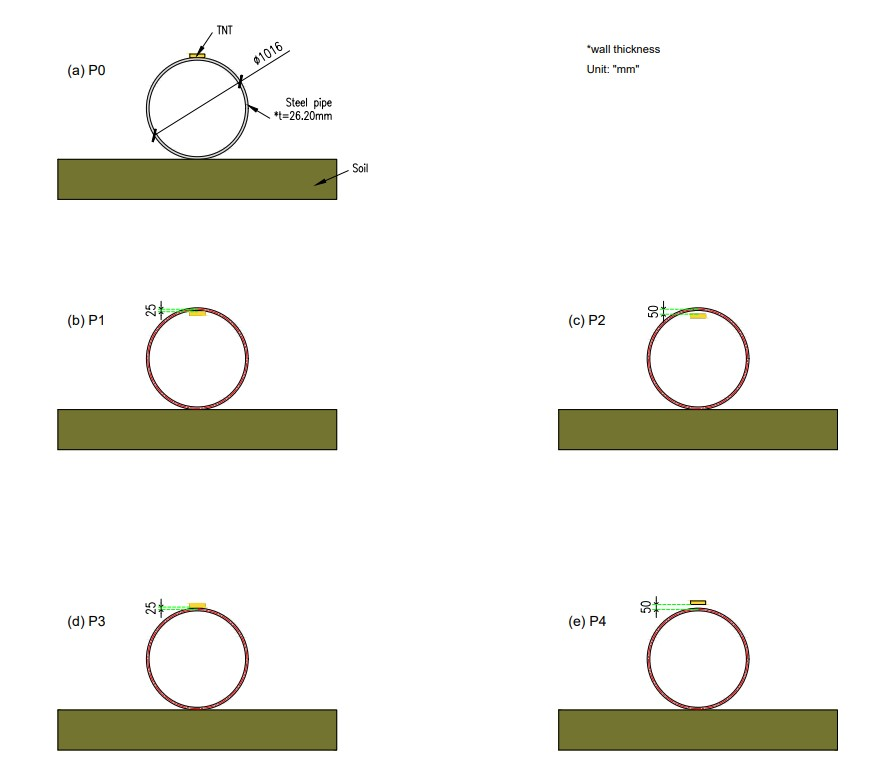 TNT
ø1016
(a) P0
Steel pipe
*t=26.20mm
Soil
*wall thickness
Unit: "mm"
25
(b) P1
50
(c) P2
25
(d) P3
50
(e) P4